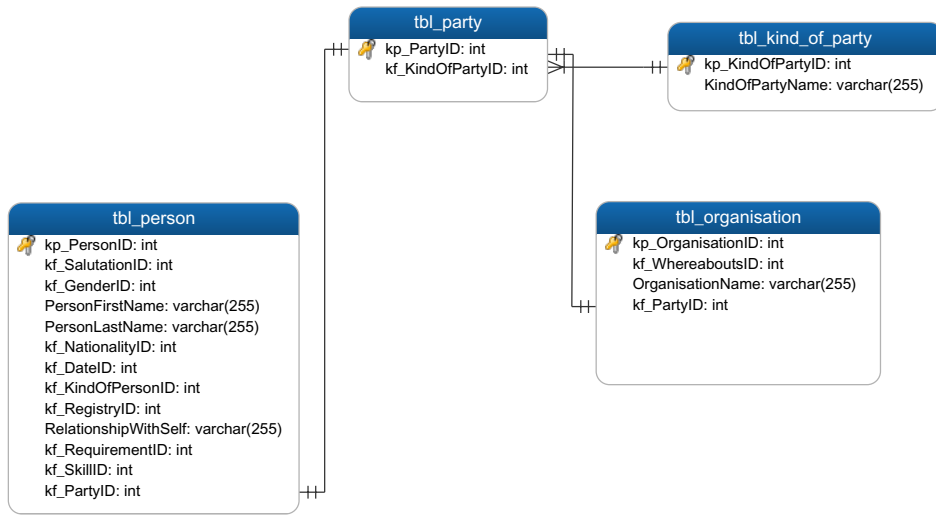 tbl_party
kp_PartyID: int
kf_KindOfPartyID: int
tbl_kind_of_party
kp_KindOfPartyID: int
KindOfPartyName: varchar(255)
tbl_person
kp_PersonID: int
kf_SalutationID: int
kf_GenderID: int
PersonFirstName: varchar(255)
PersonLastName: varchar(255)
kf_NationalityID: int
kf_DateID: int
kf_KindOfPersonID: int
kf_RegistryID: int
RelationshipWithSelf: varchar(255)
kf_RequirementID: int
kf_SkillID: int
kf_PartyID: int
tbl_organisation
kp_OrganisationID: int
kf_WhereaboutsID: int
OrganisationName: varchar(255)
kf_PartyID: int